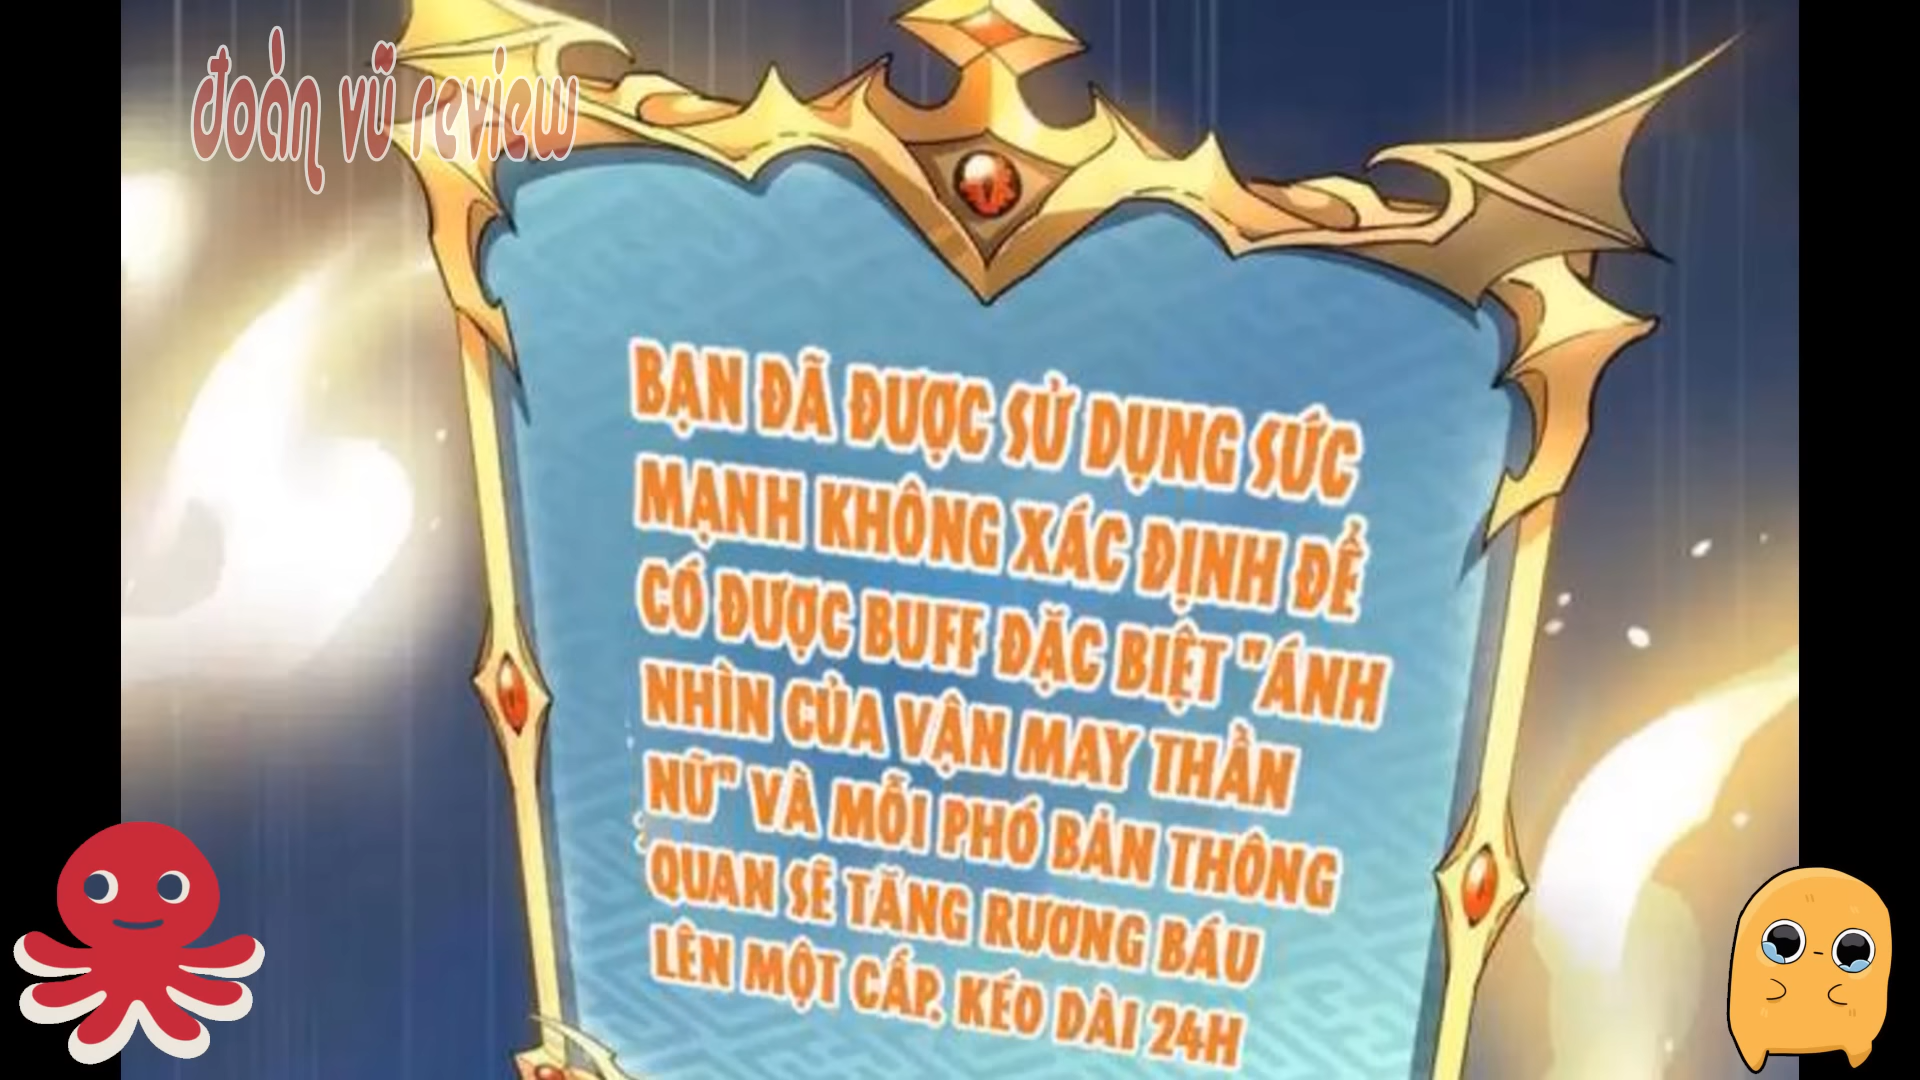 đoản vũ review
BẠN ĐÃ ĐƯỢC SỬ DỤNG SỨC
MẠNH KHÔNG XÁC ĐỊNH ĐỂ
CÓ ĐƯỢC BUFF ĐẶC BIỆT "ÁNH
NHÌN CỦA VẬN MAY THẦN
NỮ" VÀ MỖI PHÓ BẢN THÔNG
QUAN SẼ TĂNG RƯƠNG BÁU
LÊN MỘT CẤP. KÉO DÀI 24H